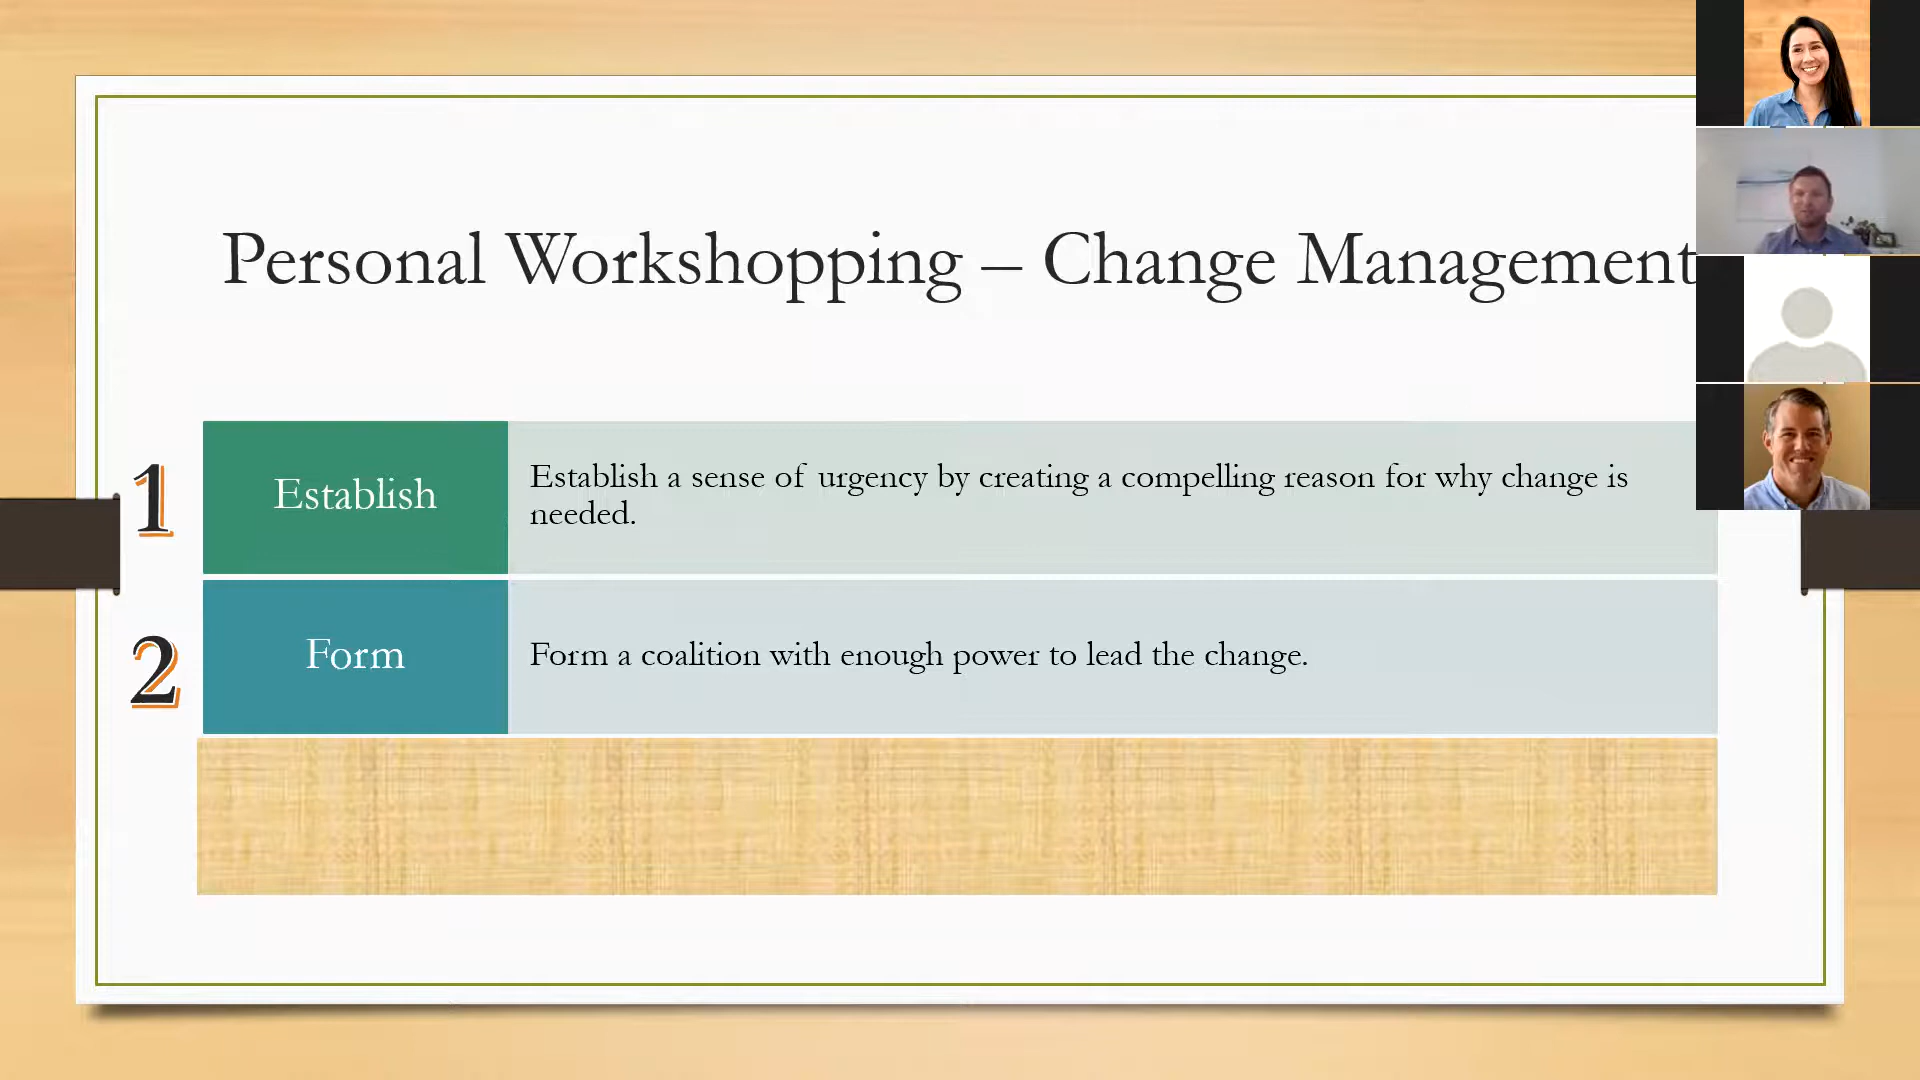 Personal Workshopping – Change Management
1
Establish
Establish a sense of urgency by creating a compelling reason for why change is
needed.
2
Form
Form a coalition with enough power to lead the change.